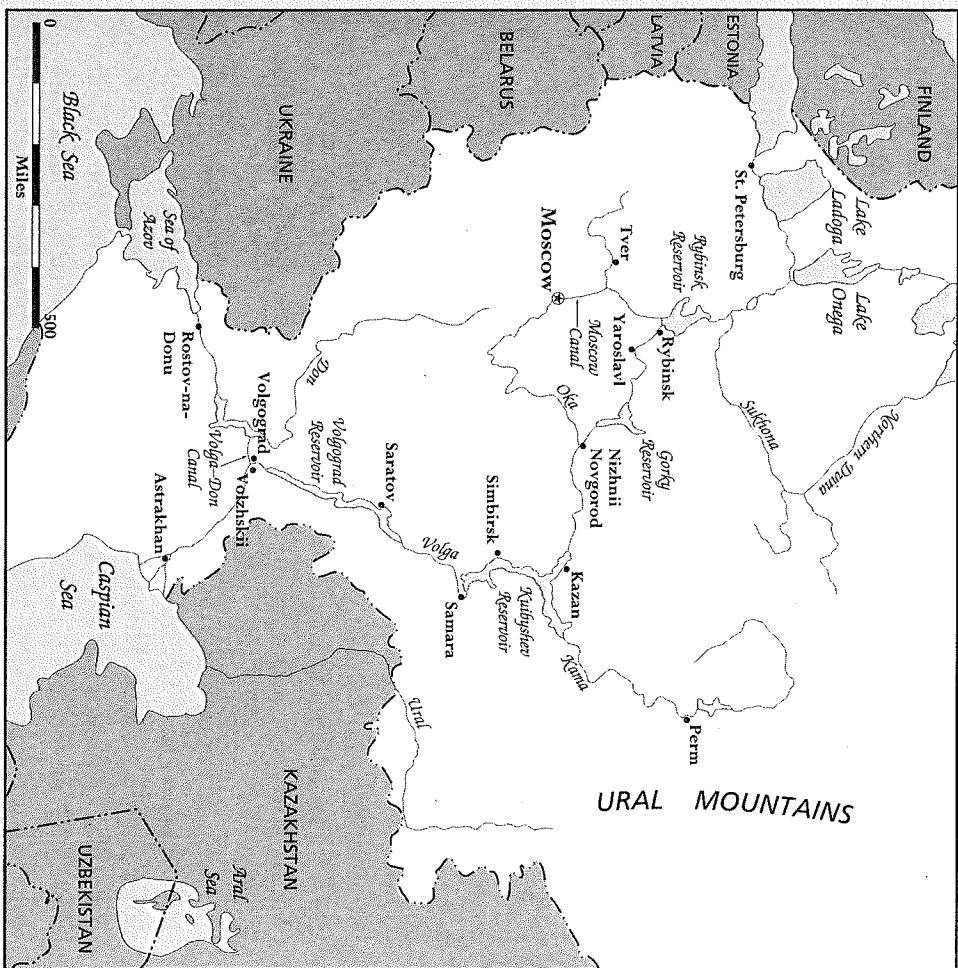 FINLAND
ESTONIA
LATVIA
BELARUS
UKRAINE
St. Petersburg
Lake
Ladoga
Lake
Onega
Northern Dvina
Sukhona
Rybinsk
Reservoir
Rybinsk
Tver
Yaroslavl
Moscow
Moscow
Canal
Gorky
Reservoir
Oka
Nizhnii
Novgorod
Kazan
Simbirsk
Kuibyshev
Reservoir
Kama
Perm
URAL MOUNTAINS
Samara
Volga
Saratov
Volgograd
Reservoir
Don
Volgograd
Volzhskii
Volga–Don
Canal
Rostov-na-
Donu
Astrakhan
Sea of
Azov
Black Sea
Caspian
Sea
Ural
KAZAKHSTAN
Aral
Sea
UZBEKISTAN
0
500
Miles